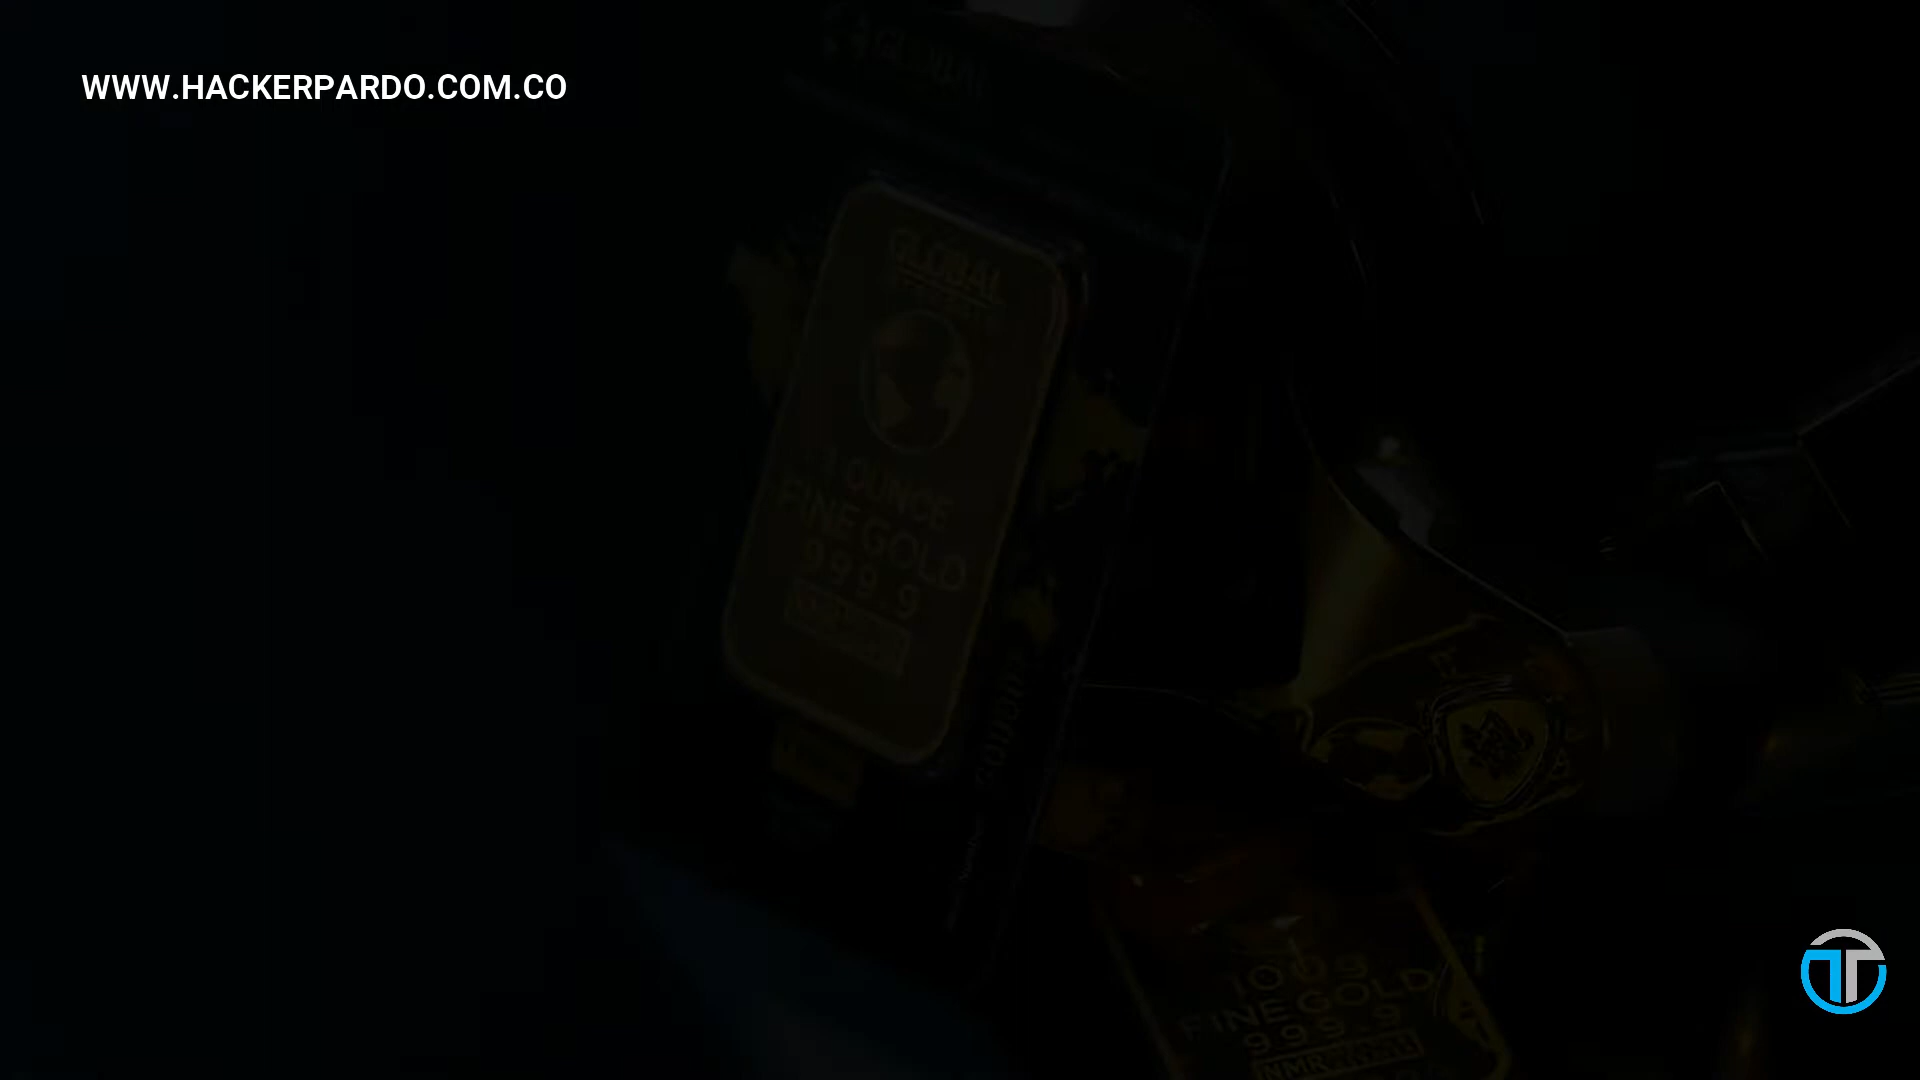 WWW.HACKERPARDO.COM.CO
GLOBAL
1 OUNCE
FINE GOLD
999.9
100g
FINE GOLD
999.9